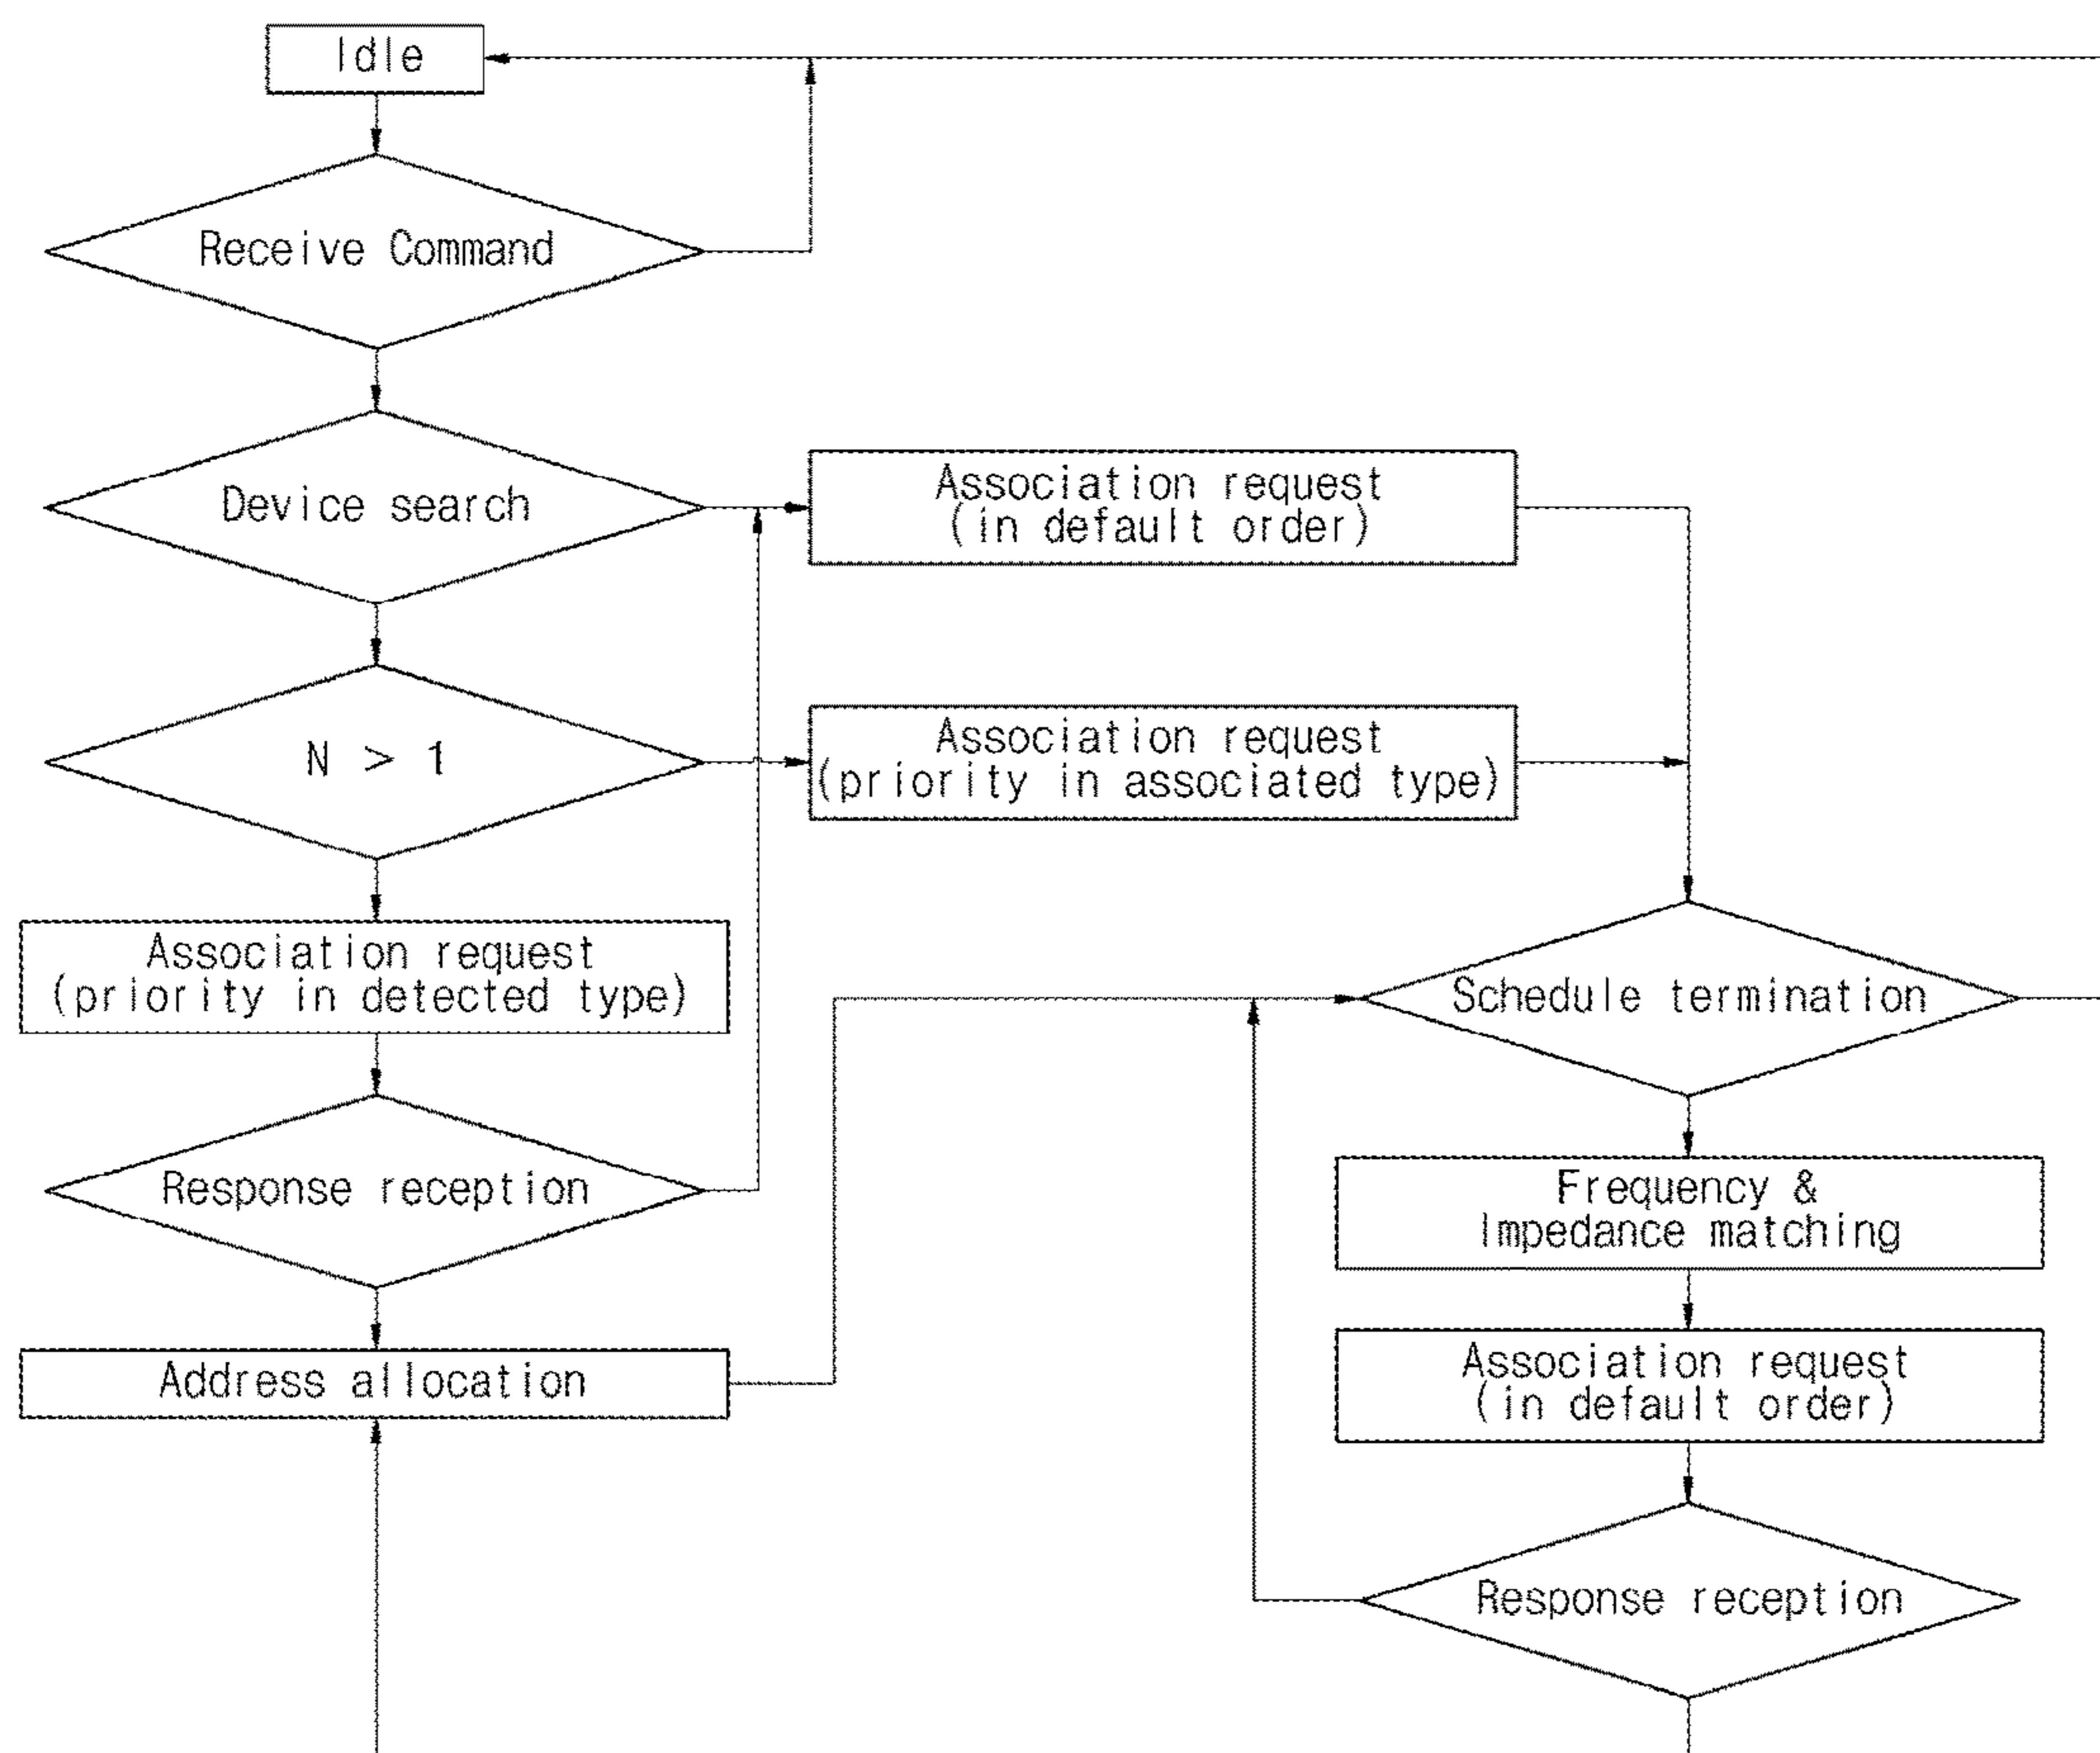 Idle
Receive Command
Device search
Association request
(in default order)
N > 1
Association request
(priority in associated type)
Association request
(priority in detected type)
Schedule termination
Response reception
Frequency &
Impedance matching
Address allocation
Association request
(in default order)
Response reception